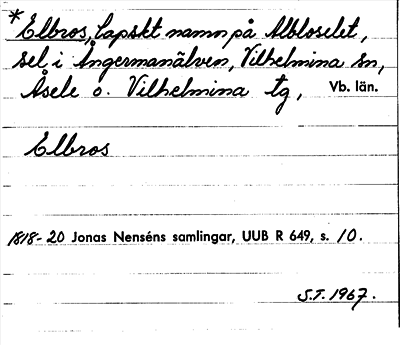 *Elbros, lapskt namn på Albloselet,
sel i Ångermanälven, Vilhelmina sn,
Åsele o. Vilhelmina tg, Vb. län.
Elbros
1818-20 Jonas Nenséns samlingar, UUB R 649, s. 10.
S.T. 1967.